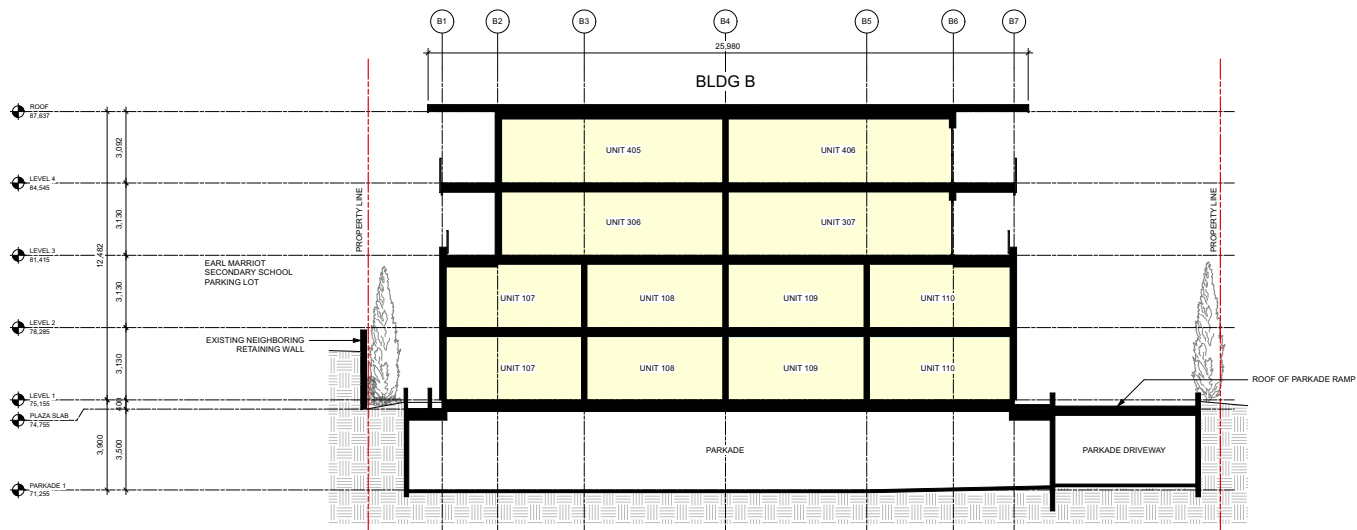 B1
B2
B3
B4
B5
B6
B7
25,980
BLDG B
ROOF
87,637
3,092
UNIT 405
UNIT 406
LEVEL 4
84,545
PROPERTY LINE
PROPERTY LINE
3,130
UNIT 306
UNIT 307
LEVEL 3
81,415
12,482
EARL MARRIOT
SECONDARY SCHOOL
PARKING LOT
3,130
UNIT 107
UNIT 108
UNIT 109
UNIT 110
LEVEL 2
78,285
EXISTING NEIGHBORING
RETAINING WALL
3,130
UNIT 107
UNIT 108
UNIT 109
UNIT 110
ROOF OF PARKADE RAMP
LEVEL 1
75,155
400
PLAZA SLAB
74,755
3,900
3,500
PARKADE
PARKADE DRIVEWAY
PARKADE 1
71,255